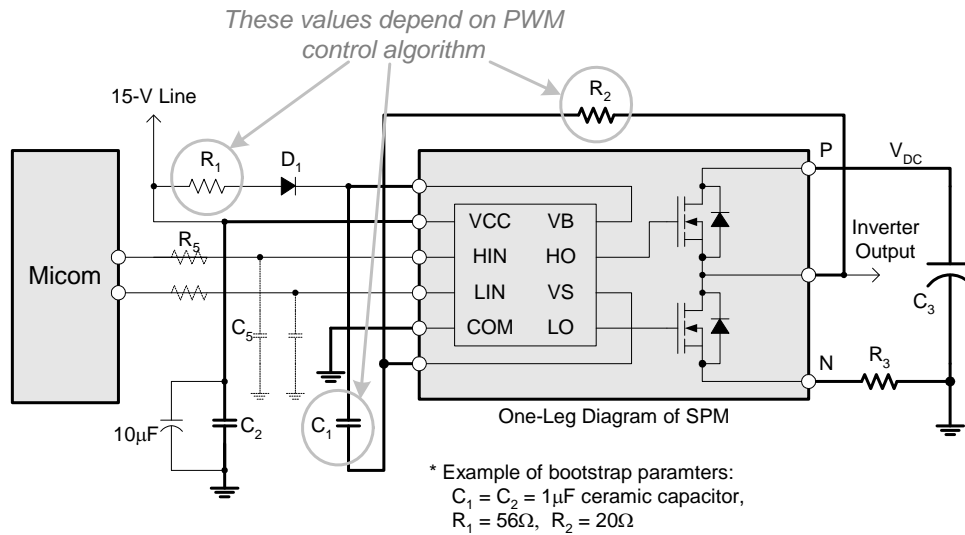 These values depend on PWM
control algorithm
15-V Line
R2
R1
D1
P
VDC
Micom
R5
VCC
VB
HIN
HO
LIN
VS
COM
LO
Inverter
Output
C5
C3
N
R3
10μF
C2
C1
One-Leg Diagram of SPM
* Example of bootstrap paramters:
C1 = C2 = 1μF ceramic capacitor,
R1 = 56Ω, R2 = 20Ω